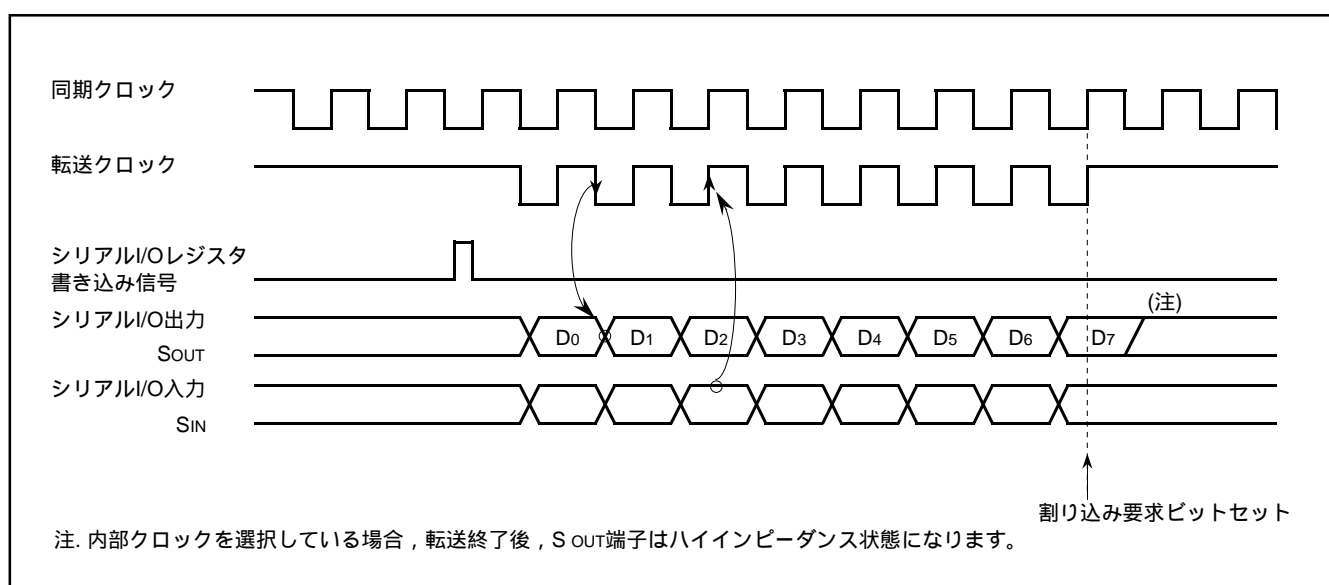 同期クロック
転送クロック
シリアルI/Oレジスタ
書き込み信号
シリアルI/O出力
SOUT
D0 D1 D2 D3 D4 D5 D6 D7
(注)
シリアルI/O入力
SIN
割り込み要求ビットセット
注. 内部クロックを選択している場合，転送終了後，S OUT端子はハイインピーダンス状態になります。